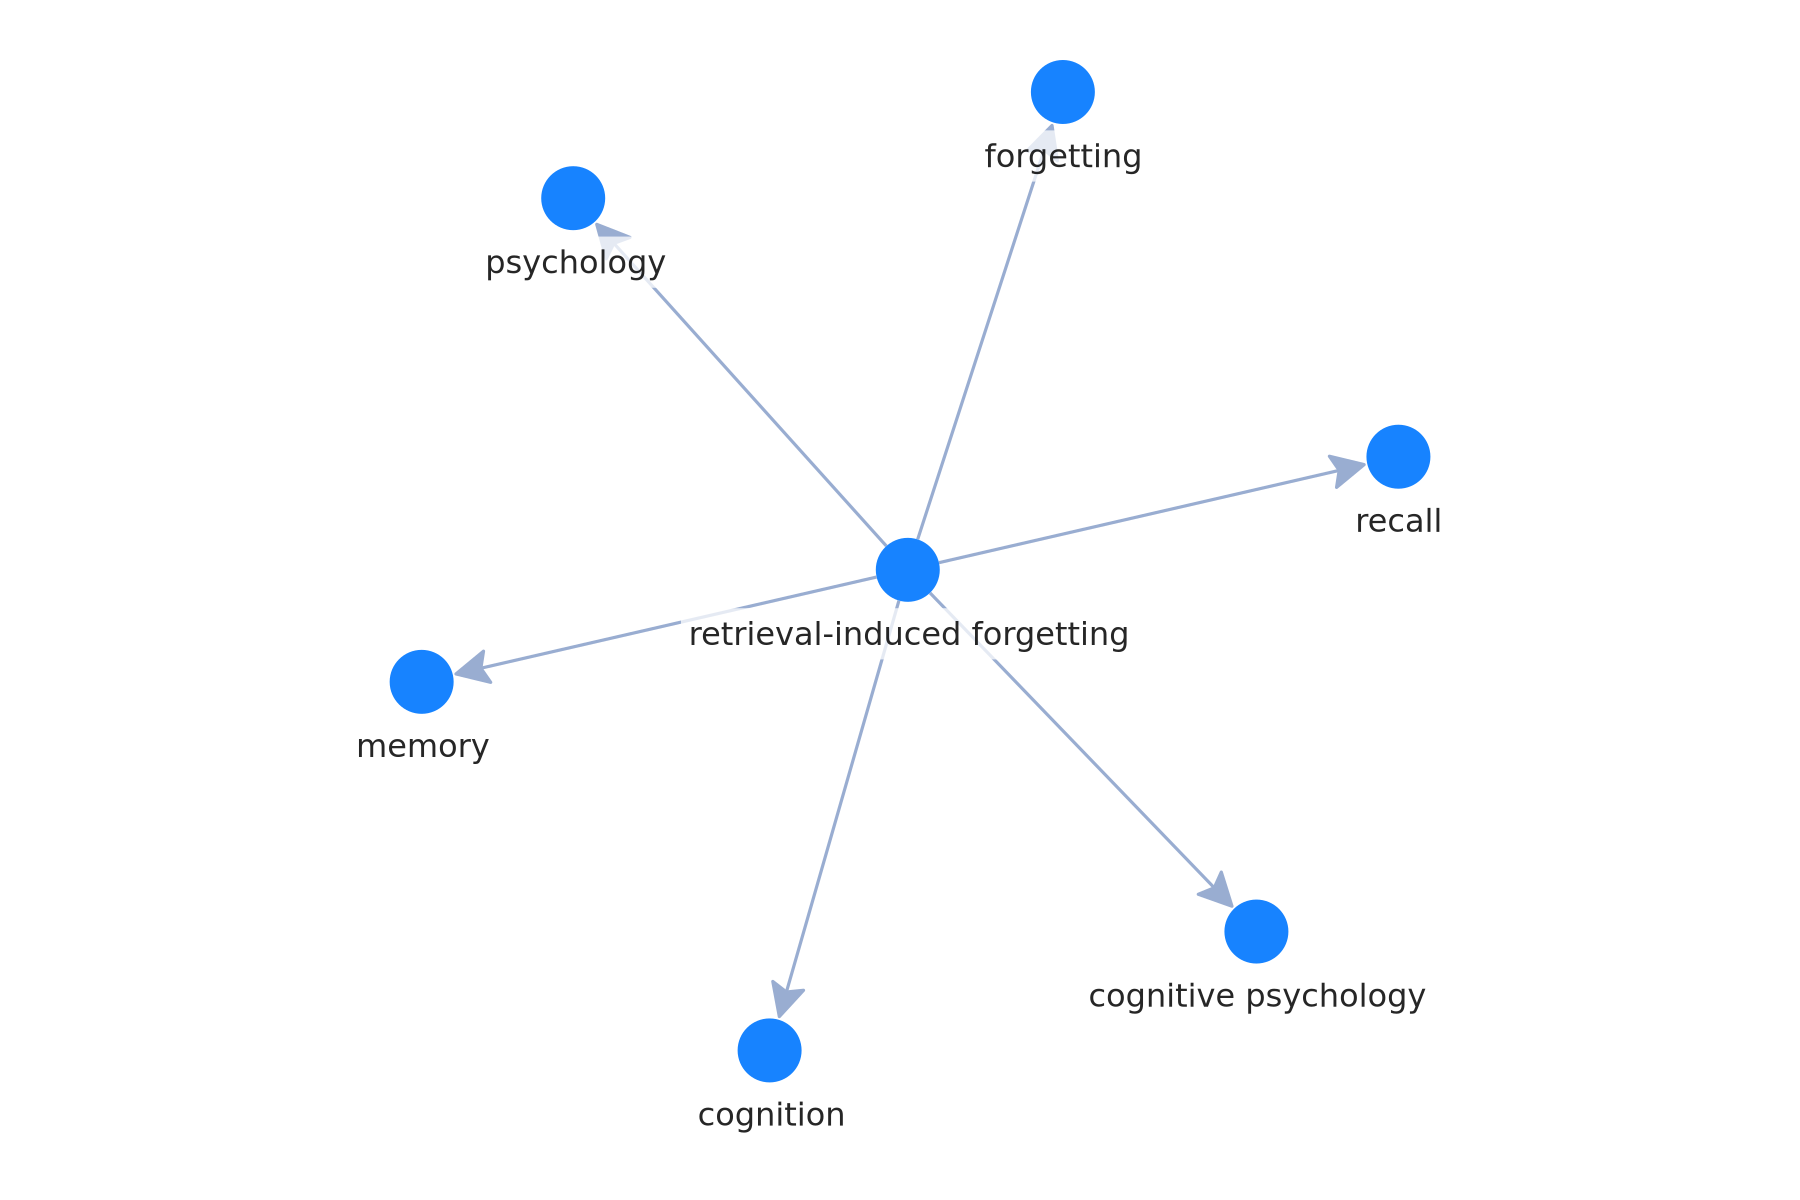 forgetting
psychology
recall
retrieval-induced forgetting
memory
cognitive psychology
cognition